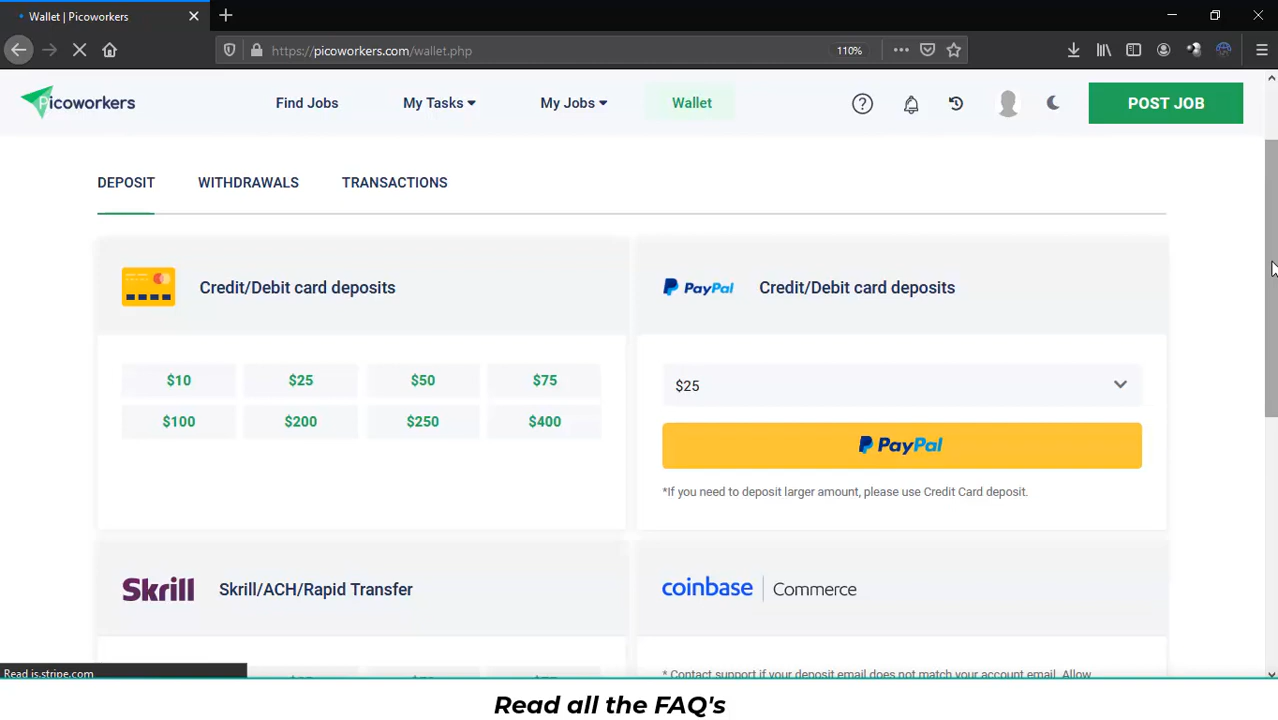 Wallet | Picoworkers
https://picoworkers.com/wallet.php
110%
picoworkers
Find Jobs
My Tasks
My Jobs
Wallet
POST JOB
DEPOSIT
WITHDRAWALS
TRANSACTIONS
Credit/Debit card deposits
PayPal
Credit/Debit card deposits
$10
$25
$50
$75
$100
$200
$250
$400
$25
PayPal
*If you need to deposit larger amount, please use Credit Card deposit.
Skrill
Skrill/ACH/Rapid Transfer
coinbase
Commerce
* Contact support if your deposit email does not match your account email. Allow
Read js.stripe.com
Read all the FAQ's